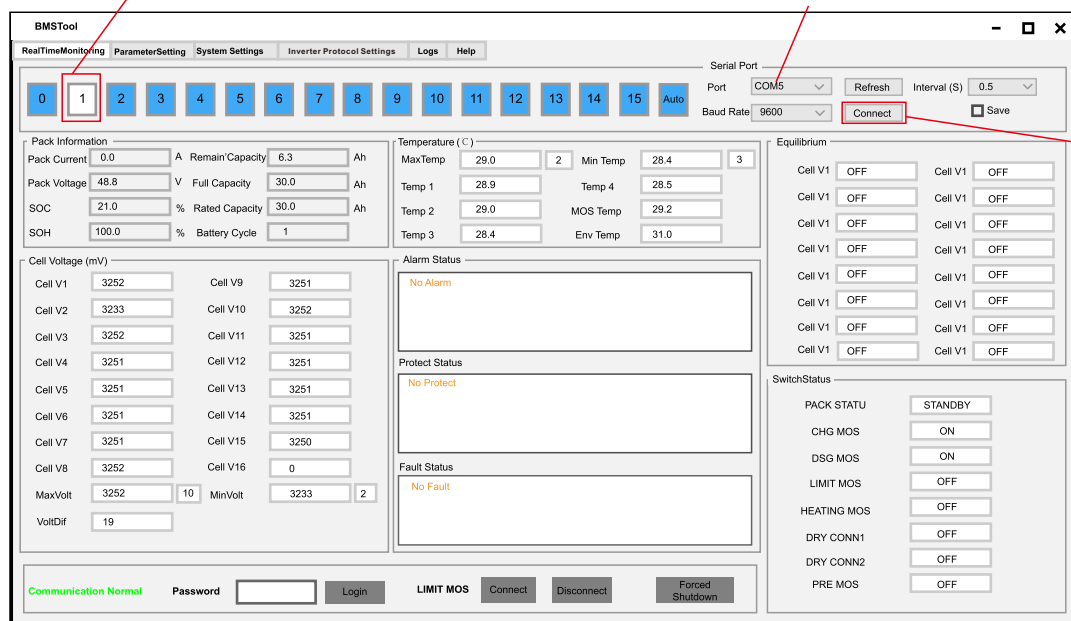 BMSTool
RealTimeMonitoring ParameterSetting System Settings Inverter Protocol Settings Logs Help
Serial Port
0 1 2 3 4 5 6 7 8 9 10 11 12 13 14 15 Auto
Port COM5 Refresh Interval (S) 0.5
Baud Rate 9600 Connect Save
Pack Information
Pack Current 0.0 A Remain'Capacity 6.3 Ah
Pack Voltage 48.8 V Full Capacity 30.0 Ah
SOC 21.0 % Rated Capacity 30.0 Ah
SOH 100.0 % Battery Cycle 1
Temperature (℃)
MaxTemp 29.0 2 Min Temp 28.4 3
Temp 1 28.9 Temp 4 28.5
Temp 2 29.0 MOS Temp 29.2
Temp 3 28.4 Env Temp 31.0
Equilibrium
Cell V1 OFF Cell V1 OFF
Cell V1 OFF Cell V1 OFF
Cell V1 OFF Cell V1 OFF
Cell V1 OFF Cell V1 OFF
Cell V1 OFF Cell V1 OFF
Cell V1 OFF Cell V1 OFF
Cell V1 OFF Cell V1 OFF
Cell V1 OFF Cell V1 OFF
Cell Voltage (mV)
Cell V1 3252 Cell V9 3251
Cell V2 3233 Cell V10 3252
Cell V3 3252 Cell V11 3251
Cell V4 3251 Cell V12 3251
Cell V5 3251 Cell V13 3251
Cell V6 3251 Cell V14 3251
Cell V7 3251 Cell V15 3250
Cell V8 3252 Cell V16 0
MaxVolt 3252 10 MinVolt 3233 2
VoltDif 19
Alarm Status
No Alarm
Protect Status
No Protect
Fault Status
No Fault
SwitchStatus
PACK STATU STANDBY
CHG MOS ON
DSG MOS ON
LIMIT MOS OFF
HEATING MOS OFF
DRY CONN1 OFF
DRY CONN2 OFF
PRE MOS OFF
Communication Normal Password Login LIMIT MOS Connect Disconnect Forced
Shutdown